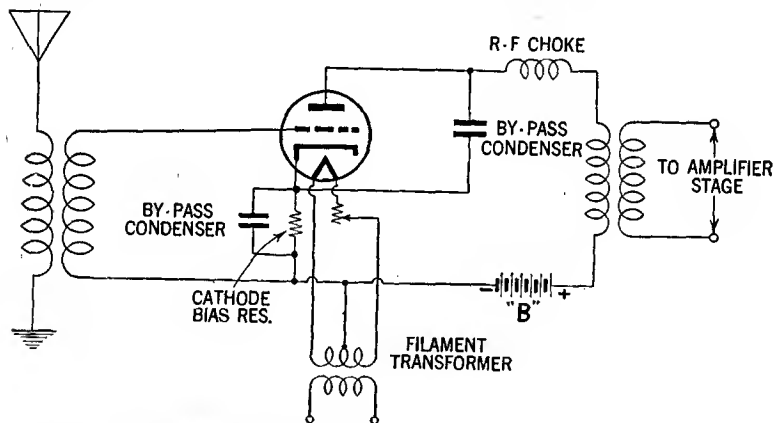 R-F CHOKE
BY-PASS
CONDENSER
TO AMPLIFIER
STAGE
BY-PASS
CONDENSER
CATHODE
BIAS RES.
- +
"B"
FILAMENT
TRANSFORMER